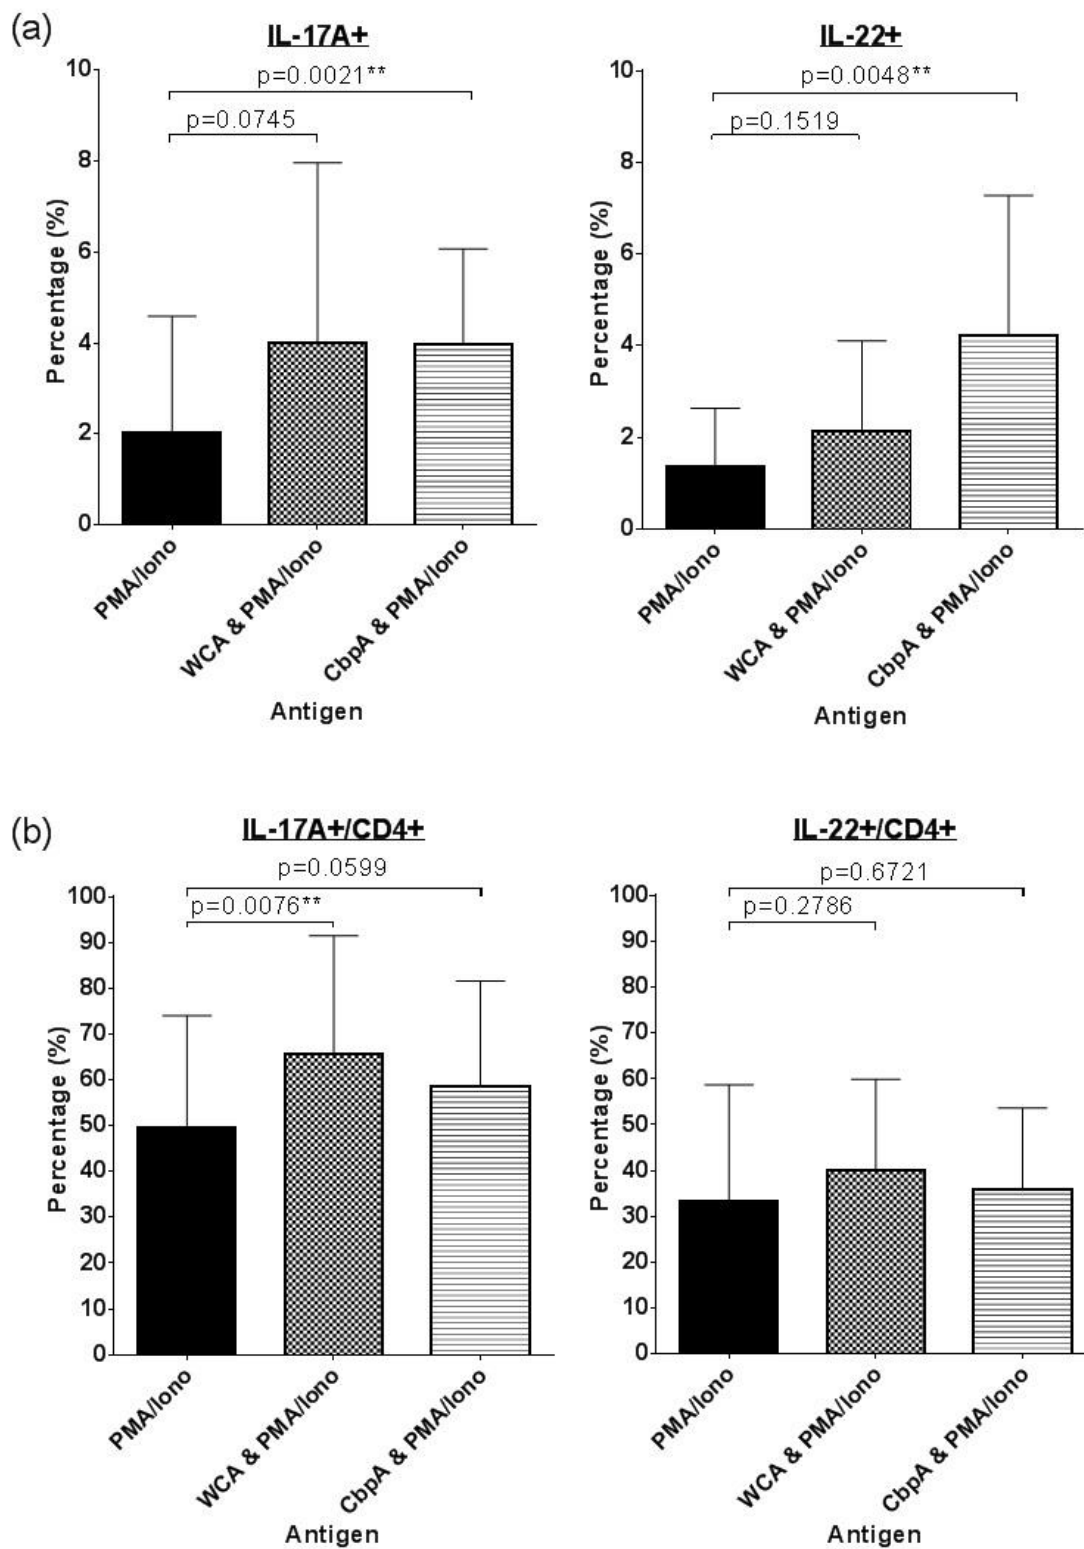 (a)
IL-17A+
p=0.0021**
p=0.0745
10
8
6
4
2
0
Percentage (%)
PMA/Iono
WCA & PMA/Iono
CbpA & PMA/Iono
Antigen
IL-22+
p=0.0048**
p=0.1519
10
8
6
4
2
0
Percentage (%)
PMA/Iono
WCA & PMA/Iono
CbpA & PMA/Iono
Antigen
(b)
IL-17A+/CD4+
p=0.0599
p=0.0076**
100
90
80
70
60
50
40
30
20
10
0
Percentage (%)
PMA/Iono
WCA & PMA/Iono
CbpA & PMA/Iono
Antigen
IL-22+/CD4+
p=0.6721
p=0.2786
100
90
80
70
60
50
40
30
20
10
0
Percentage (%)
PMA/Iono
WCA & PMA/Iono
CbpA & PMA/Iono
Antigen